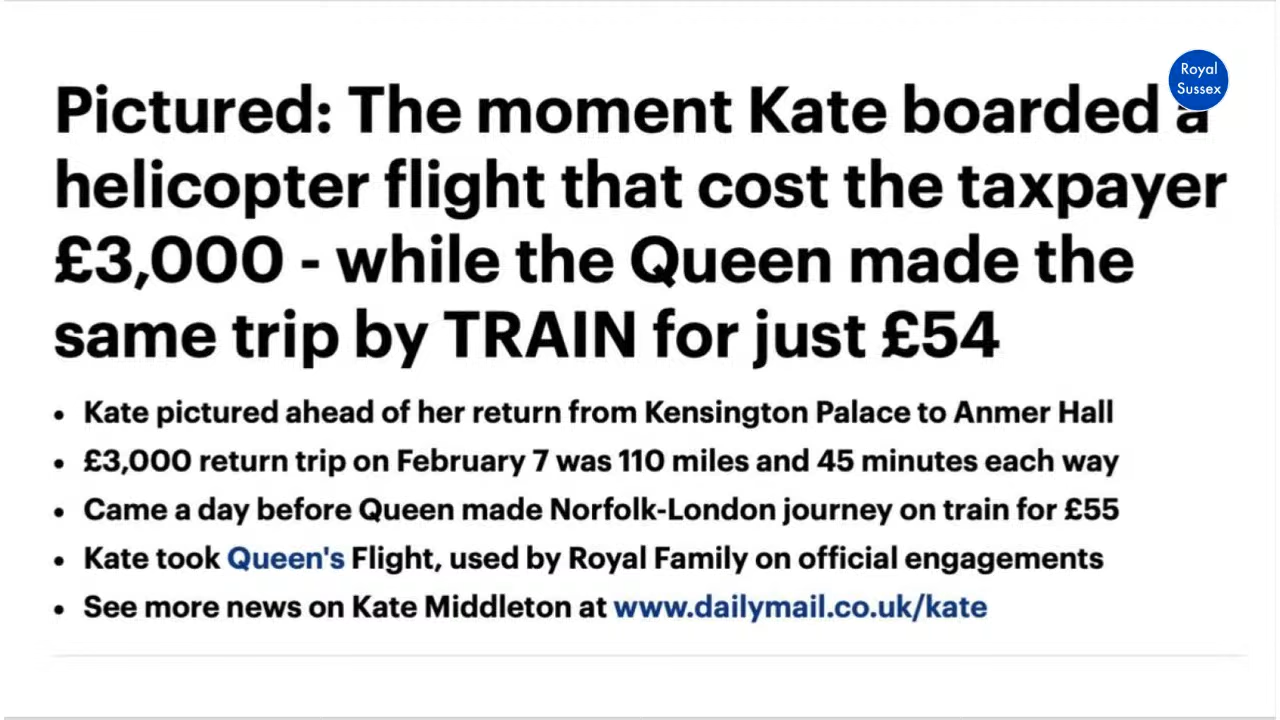 Royal
Sussex
Pictured: The moment Kate boarded a
helicopter flight that cost the taxpayer
£3,000 - while the Queen made the
same trip by TRAIN for just £54
• Kate pictured ahead of her return from Kensington Palace to Anmer Hall
• £3,000 return trip on February 7 was 110 miles and 45 minutes each way
• Came a day before Queen made Norfolk-London journey on train for £55
• Kate took Queen's Flight, used by Royal Family on official engagements
• See more news on Kate Middleton at www.dailymail.co.uk/kate